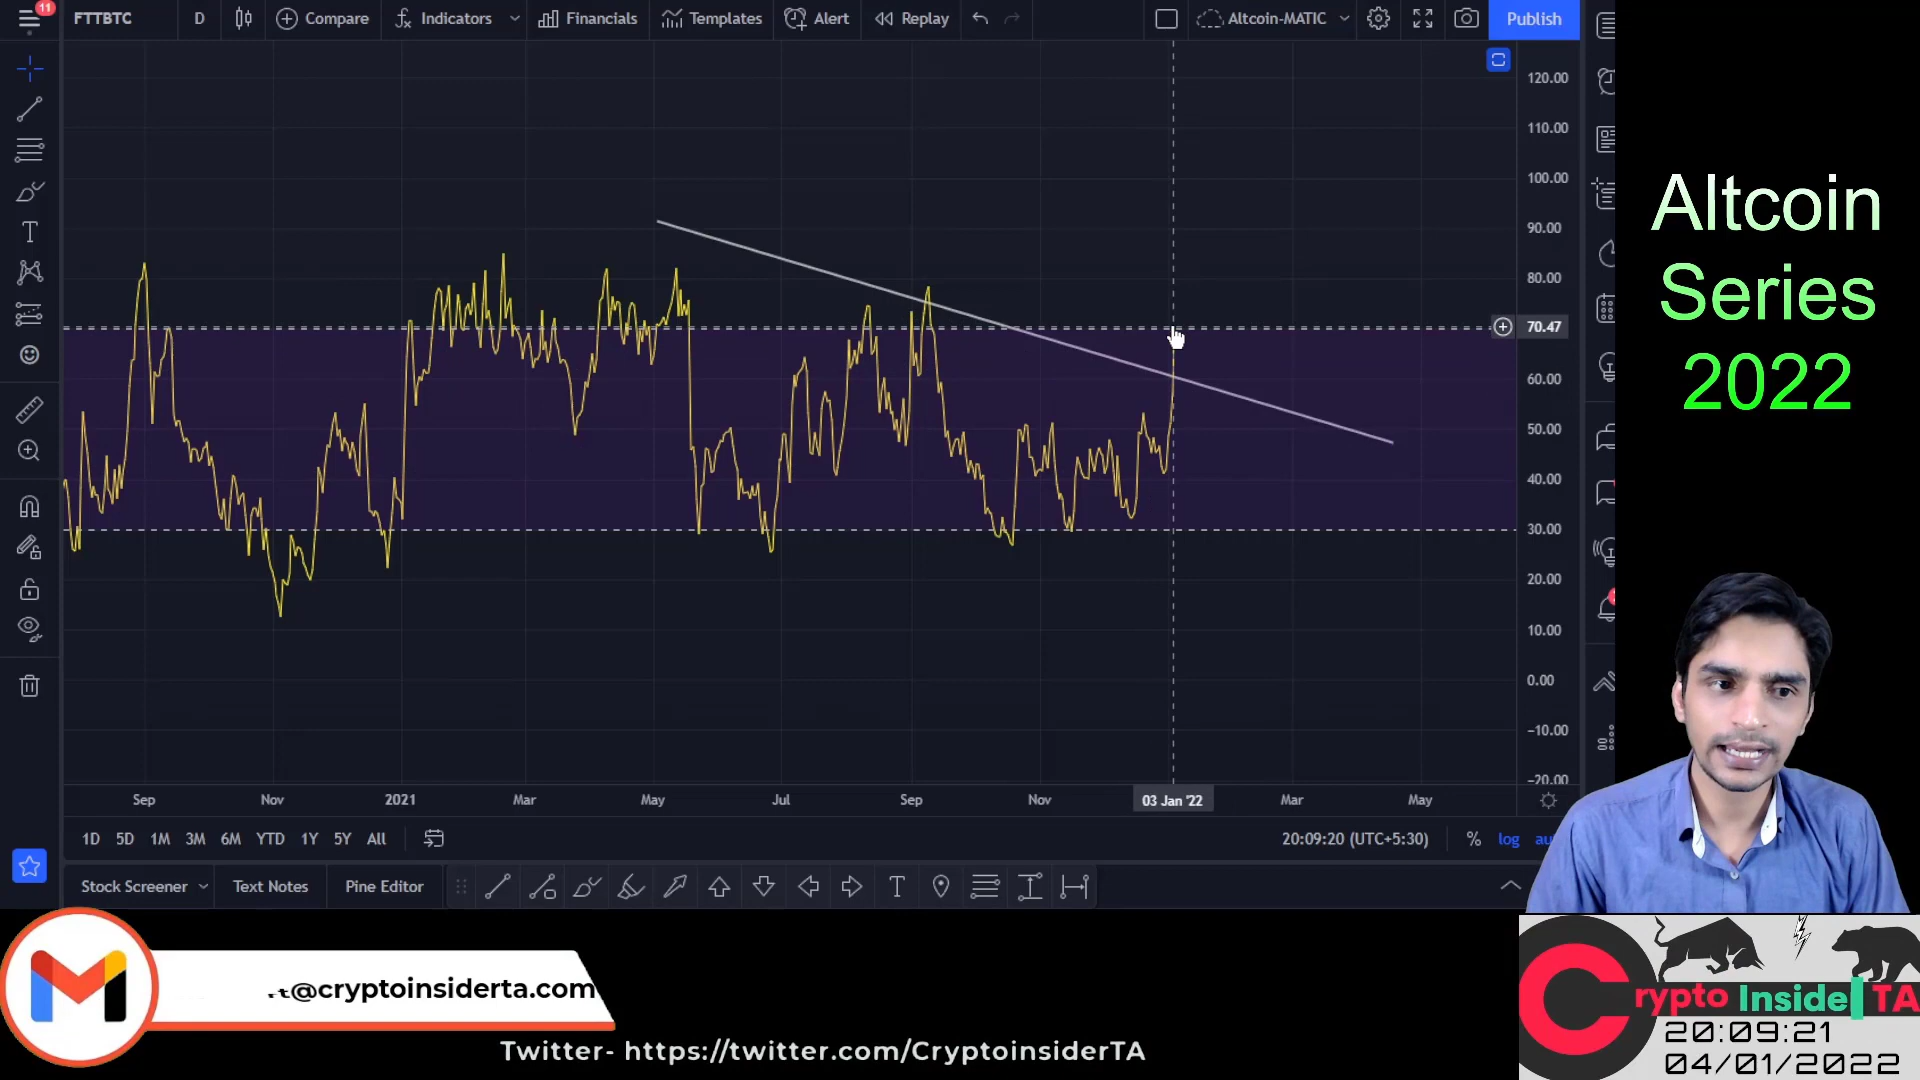 11
FTTBTC
D
Compare
Indicators
Financials
Templates
Alert
Replay
Altcoin-MATIC
Publish
120.00
110.00
100.00
90.00
80.00
70.47
60.00
50.00
40.00
30.00
20.00
10.00
0.00
-10.00
-20.00
Sep
Nov
2021
Mar
May
Jul
Sep
Nov
03 Jan '22
Mar
May
1D
5D
1M
3M
6M
YTD
1Y
5Y
All
20:09:20 (UTC+5:30)
%
log
Stock Screener
Text Notes
Pine Editor
Altcoin
Series
2022
t@cryptoinsiderta.com
Twitter- https://twitter.com/CryptoinsiderTA
Crypto Inside TA
20:09:21
04/01/2022